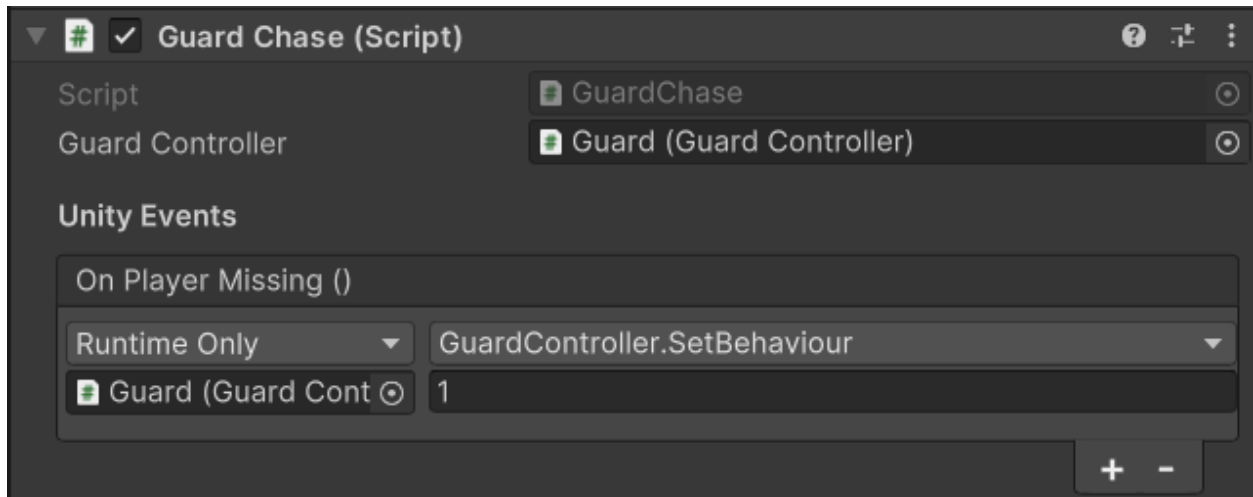 Guard Chase (Script)
Script GuardChase
Guard Controller Guard (Guard Controller)
Unity Events
On Player Missing ()
Runtime Only GuardController.SetBehaviour
Guard (Guard Cont 1